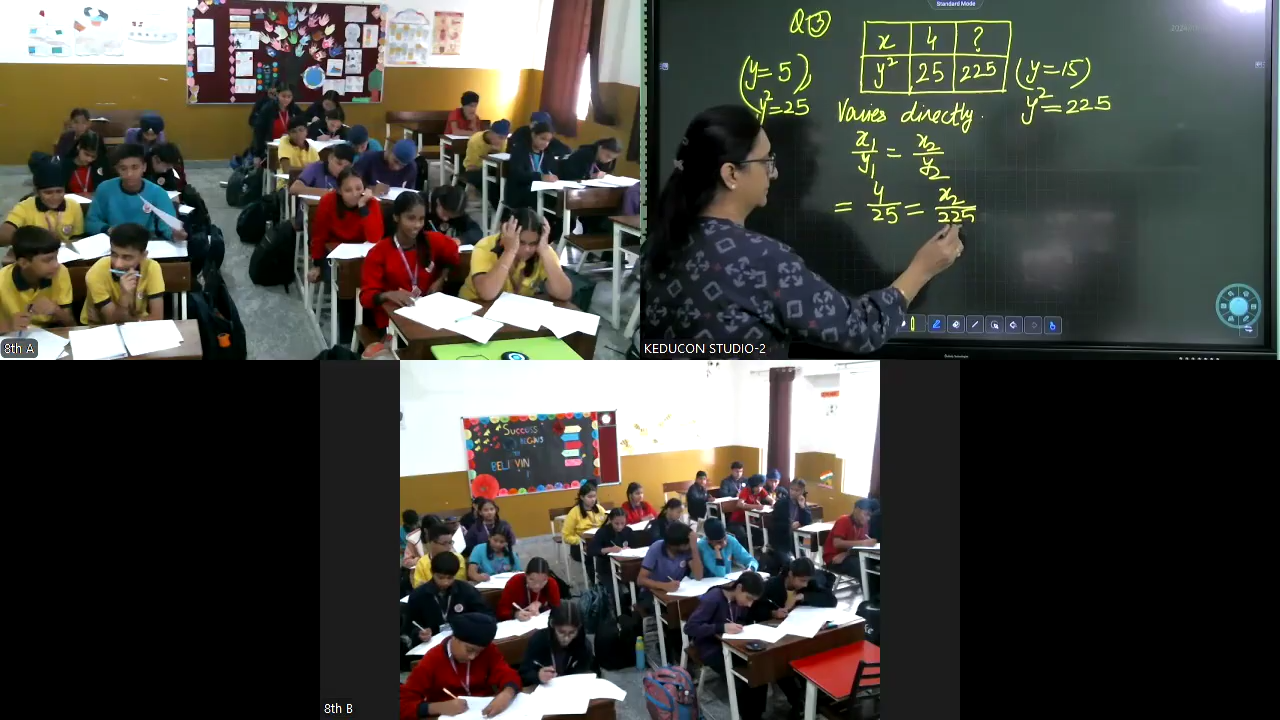 Standard Mode
Q③
x 4 ?
y² 25 225
(y=5),
y²=25
(y=15)
y²=225
Varies directly.
x₁/y₁ = x₂/y₂
= 4/25 = x₂/225
8th A
KEDUCON STUDIO-2
SUCCESS
BELIEVIN
8th B